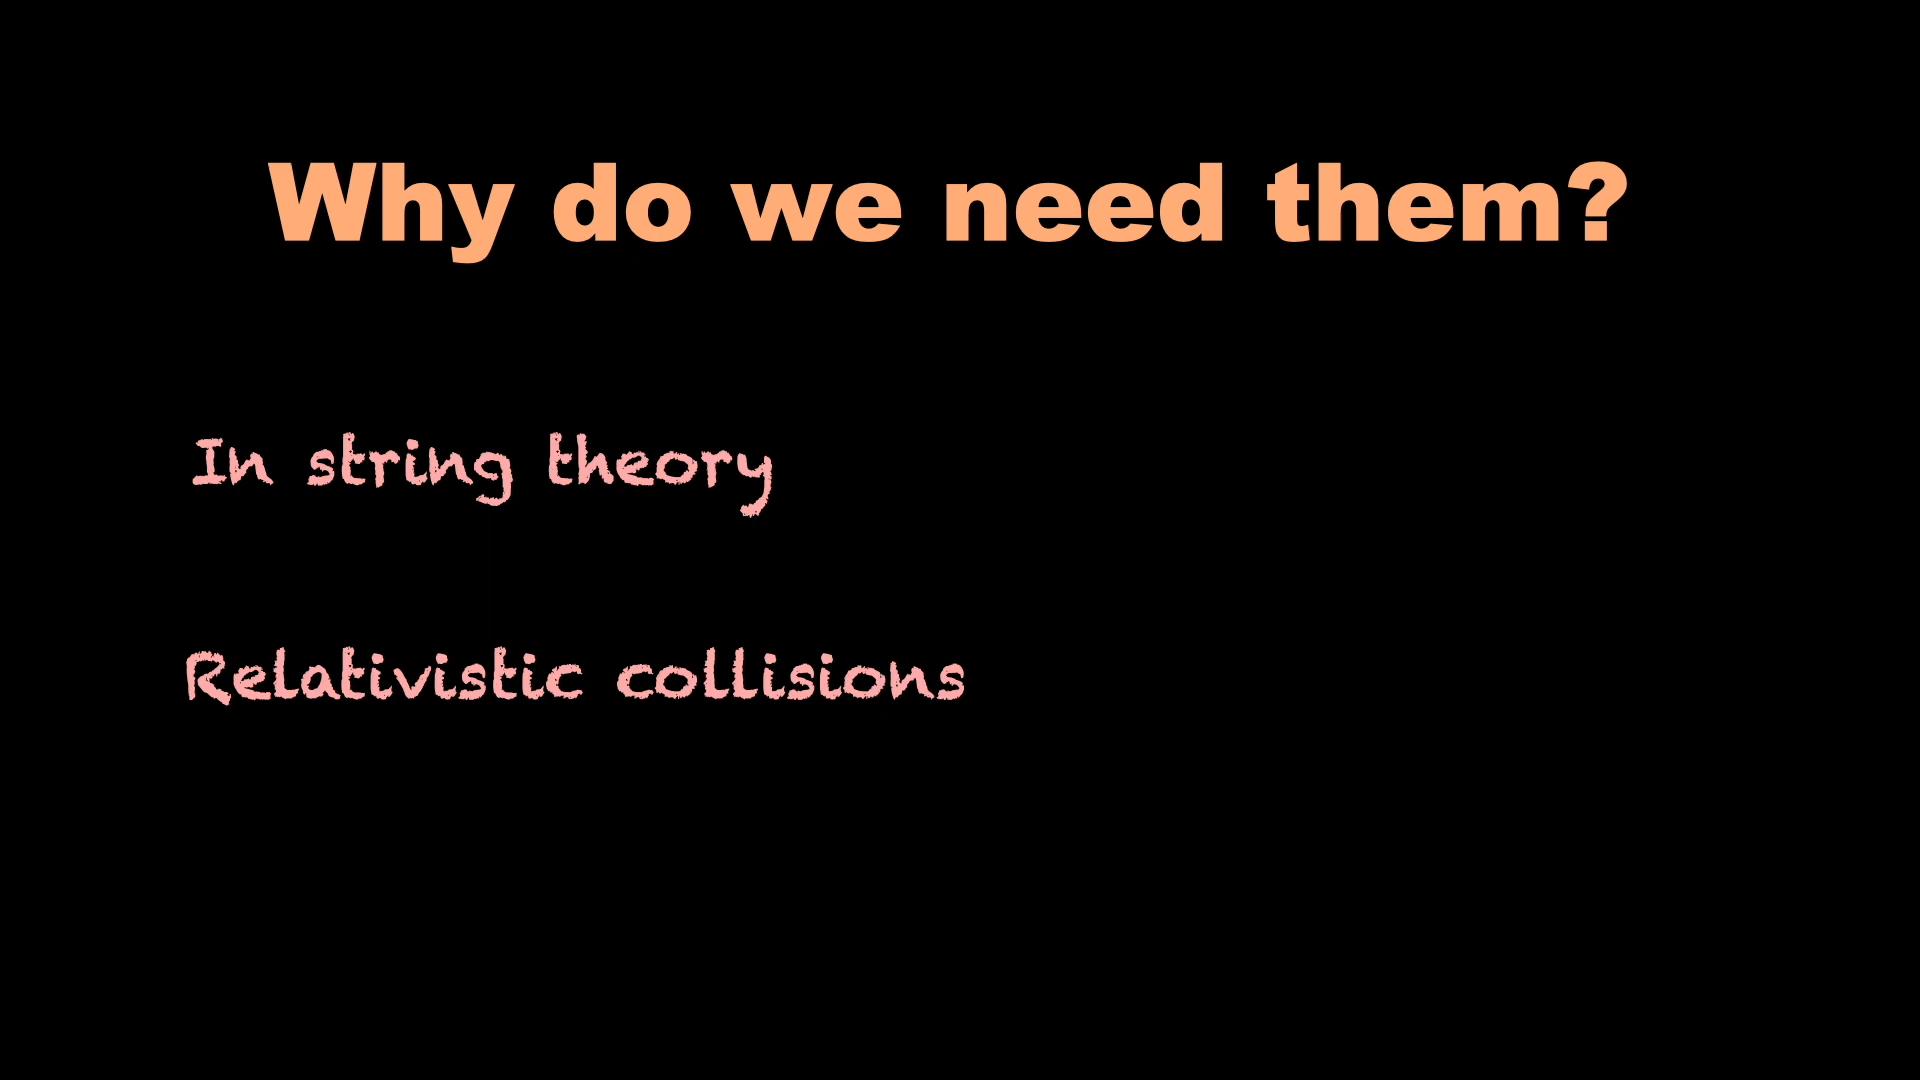 Why do we need them?
In string theory
Relativistic collisions